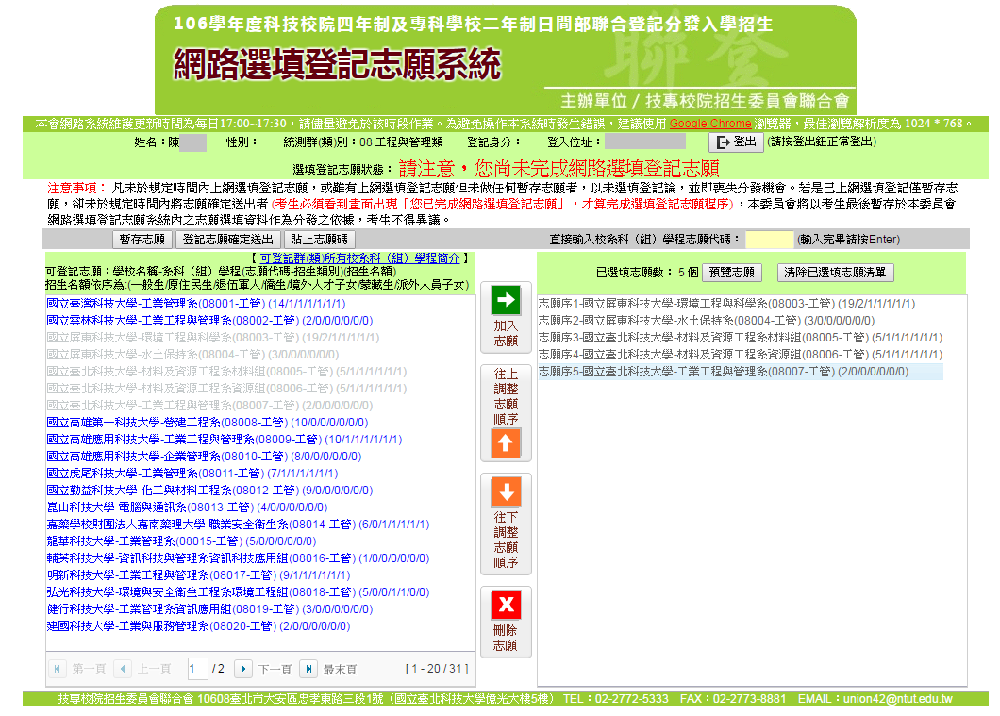 106學年度科技校院四年制及專科學校二年制日間部聯合登記分發入學招生
聯登
網路選填登記志願系統
主辦單位 / 技專校院招生委員會聯合會
本會網路系統維護更新時間為每日17:00~17:30，請儘量避免於該時段作業。為避免操作本系統時發生錯誤，建議使用 Google Chrome 瀏覽器，最佳瀏覽解析度為 1024 * 768。
姓名：陳 性別： 統測群(類)別：08 工程與管理類 登記身分： 登入位址： 登出 (請按登出鈕正常登出)
選填登記志願狀態： 請注意，您尚未完成網路選填登記志願
注意事項： 凡未於規定時間內上網選填登記志願，或雖有上網選填登記志願但未做任何暫存志願者，以未選填登記論，並即喪失分發機會。若是已上網選填登記僅暫存志
願，卻未於規定時間內將志願確定送出者 (考生必須看到畫面出現「您已完成網路選填登記志願」，才算完成選填登記志願程序) ，本委員會將以考生最後暫存於本委員會
網路選填登記志願系統內之志願選填資料作為分發之依據，考生不得異議。
暫存志願 登記志願確定送出 貼上志願碼 直接輸入校系科（組）學程志願代碼： (輸入完畢請按Enter)
【 可登記群(類)所有校系科（組）學程簡介 】
可登記志願：學校名稱-系科（組）學程(志願代碼-招生類別)(招生名額)
招生名額依序為:(一般生/原住民生/退伍軍人/僑生/境外人才子女/蒙藏生/派外人員子女)
國立臺灣科技大學-工業管理系(08001-工管) (14/1/1/1/1/1/1)
國立雲林科技大學-工業工程與管理系(08002-工管) (2/0/0/0/0/0/0)
國立屏東科技大學-環境工程與科學系(08003-工管) (19/2/1/1/1/1/1)
國立屏東科技大學-水土保持系(08004-工管) (3/0/0/0/0/0/0)
國立臺北科技大學-材料及資源工程系材料組(08005-工管) (5/1/1/1/1/1/1)
國立臺北科技大學-材料及資源工程系資源組(08006-工管) (5/1/1/1/1/1/1)
國立臺北科技大學-工業工程與管理系(08007-工管) (2/0/0/0/0/0/0)
國立高雄第一科技大學-營建工程系(08008-工管) (10/0/0/0/0/0/0)
國立高雄應用科技大學-工業工程與管理系(08009-工管) (10/1/1/1/1/1/1)
國立高雄應用科技大學-企業管理系(08010-工管) (8/0/0/0/0/0/0)
國立虎尾科技大學-工業管理系(08011-工管) (7/1/1/1/1/1/1)
國立勤益科技大學-化工與材料工程系(08012-工管) (9/0/0/0/0/0/0)
崑山科技大學-電腦與通訊系(08013-工管) (4/0/0/0/0/0/0)
嘉藥學校財團法人嘉南藥理大學-職業安全衛生系(08014-工管) (6/0/1/1/1/1/1)
龍華科技大學-工業管理系(08015-工管) (5/0/0/0/0/0/0)
輔英科技大學-資訊科技與管理系資訊科技應用組(08016-工管) (1/0/0/0/0/0/0)
明新科技大學-工業工程與管理系(08017-工管) (9/1/1/1/1/1/1)
弘光科技大學-環境與安全衛生工程系環境工程組(08018-工管) (5/0/0/1/1/0/0)
健行科技大學-工業管理系資訊應用組(08019-工管) (3/0/0/0/0/0/0)
建國科技大學-工業與服務管理系(08020-工管) (2/0/0/0/0/0/0)
第一頁 上一頁 1 / 2 下一頁 最末頁 [ 1 - 20 / 31 ]
加入
志願
往上
調整
志願
順序
往下
調整
志願
順序
刪除
志願
已選填志願數： 5 個 預覽志願 清除已選填志願清單
志願序1-國立屏東科技大學-環境工程與科學系(08003-工管) (19/2/1/1/1/1/1)
志願序2-國立屏東科技大學-水土保持系(08004-工管) (3/0/0/0/0/0/0)
志願序3-國立臺北科技大學-材料及資源工程系材料組(08005-工管) (5/1/1/1/1/1/1)
志願序4-國立臺北科技大學-材料及資源工程系資源組(08006-工管) (5/1/1/1/1/1/1)
志願序5-國立臺北科技大學-工業工程與管理系(08007-工管) (2/0/0/0/0/0/0)
技專校院招生委員會聯合會 10608臺北市大安區忠孝東路三段1號（國立臺北科技大學億光大樓5樓） TEL：02-2772-5333 FAX：02-2773-8881 EMAIL：union42@ntut.edu.tw